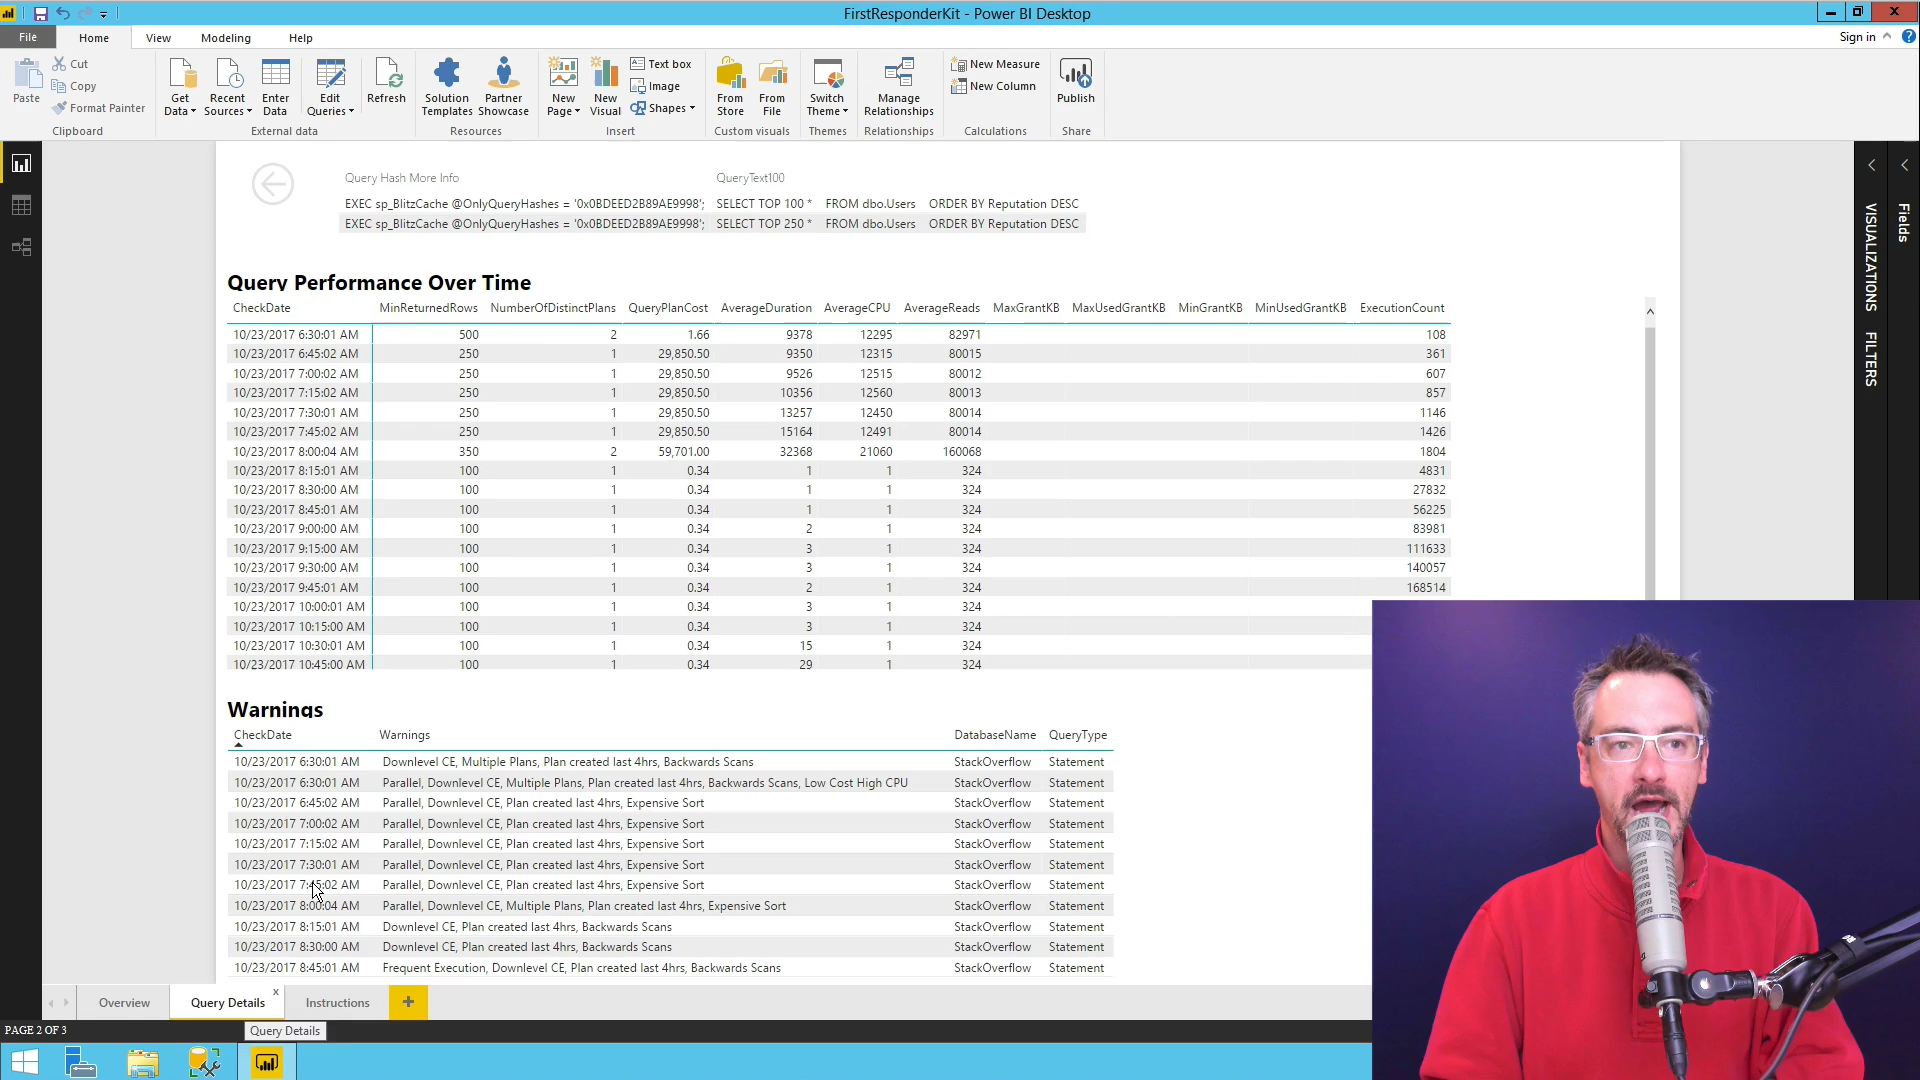 FirstResponderKit - Power BI Desktop
File Home View Modeling Help Sign in
Paste Cut Copy Format Painter
Clipboard
Get Data Recent Sources Enter Data Edit Queries Refresh
External data
Solution Templates Partner Showcase
Resources
New Page New Visual Text box Image Shapes
Insert
From Store From File
Custom visuals
Switch Theme
Themes
Manage Relationships
Relationships
New Measure New Column
Calculations
Publish
Share
VISUALIZATIONS
FILTERS
Fields
Query Hash More Info QueryText100
EXEC sp_BlitzCache @OnlyQueryHashes = '0x0BDEED2B89AE9998'; SELECT TOP 100 * FROM dbo.Users ORDER BY Reputation DESC
EXEC sp_BlitzCache @OnlyQueryHashes = '0x0BDEED2B89AE9998'; SELECT TOP 250 * FROM dbo.Users ORDER BY Reputation DESC
Query Performance Over Time
CheckDate MinReturnedRows NumberOfDistinctPlans QueryPlanCost AverageDuration AverageCPU AverageReads MaxGrantKB MaxUsedGrantKB MinGrantKB MinUsedGrantKB ExecutionCount
10/23/2017 6:30:01 AM 500 2 1.66 9378 12295 82971 108
10/23/2017 6:45:02 AM 250 1 29,850.50 9350 12315 80015 361
10/23/2017 7:00:02 AM 250 1 29,850.50 9526 12515 80012 607
10/23/2017 7:15:02 AM 250 1 29,850.50 10356 12560 80013 857
10/23/2017 7:30:01 AM 250 1 29,850.50 13257 12450 80014 1146
10/23/2017 7:45:02 AM 250 1 29,850.50 15164 12491 80014 1426
10/23/2017 8:00:04 AM 350 2 59,701.00 32368 21060 160068 1804
10/23/2017 8:15:01 AM 100 1 0.34 1 1 324 4831
10/23/2017 8:30:00 AM 100 1 0.34 1 1 324 27832
10/23/2017 8:45:01 AM 100 1 0.34 1 1 324 56225
10/23/2017 9:00:00 AM 100 1 0.34 2 1 324 83981
10/23/2017 9:15:00 AM 100 1 0.34 3 1 324 111633
10/23/2017 9:30:00 AM 100 1 0.34 3 1 324 140057
10/23/2017 9:45:01 AM 100 1 0.34 2 1 324 168514
10/23/2017 10:00:01 AM 100 1 0.34 3 1 324
10/23/2017 10:15:00 AM 100 1 0.34 3 1 324
10/23/2017 10:30:01 AM 100 1 0.34 15 1 324
10/23/2017 10:45:00 AM 100 1 0.34 29 1 324
Warnings
CheckDate Warnings DatabaseName QueryType
10/23/2017 6:30:01 AM Downlevel CE, Multiple Plans, Plan created last 4hrs, Backwards Scans StackOverflow Statement
10/23/2017 6:30:01 AM Parallel, Downlevel CE, Multiple Plans, Plan created last 4hrs, Backwards Scans, Low Cost High CPU StackOverflow Statement
10/23/2017 6:45:02 AM Parallel, Downlevel CE, Plan created last 4hrs, Expensive Sort StackOverflow Statement
10/23/2017 7:00:02 AM Parallel, Downlevel CE, Plan created last 4hrs, Expensive Sort StackOverflow Statement
10/23/2017 7:15:02 AM Parallel, Downlevel CE, Plan created last 4hrs, Expensive Sort StackOverflow Statement
10/23/2017 7:30:01 AM Parallel, Downlevel CE, Plan created last 4hrs, Expensive Sort StackOverflow Statement
10/23/2017 7:45:02 AM Parallel, Downlevel CE, Plan created last 4hrs, Expensive Sort StackOverflow Statement
10/23/2017 8:00:04 AM Parallel, Downlevel CE, Multiple Plans, Plan created last 4hrs, Expensive Sort StackOverflow Statement
10/23/2017 8:15:01 AM Downlevel CE, Plan created last 4hrs, Backwards Scans StackOverflow Statement
10/23/2017 8:30:00 AM Downlevel CE, Plan created last 4hrs, Backwards Scans StackOverflow Statement
10/23/2017 8:45:01 AM Frequent Execution, Downlevel CE, Plan created last 4hrs, Backwards Scans StackOverflow Statement
Overview Query Details x Instructions +
PAGE 2 OF 3 Query Details